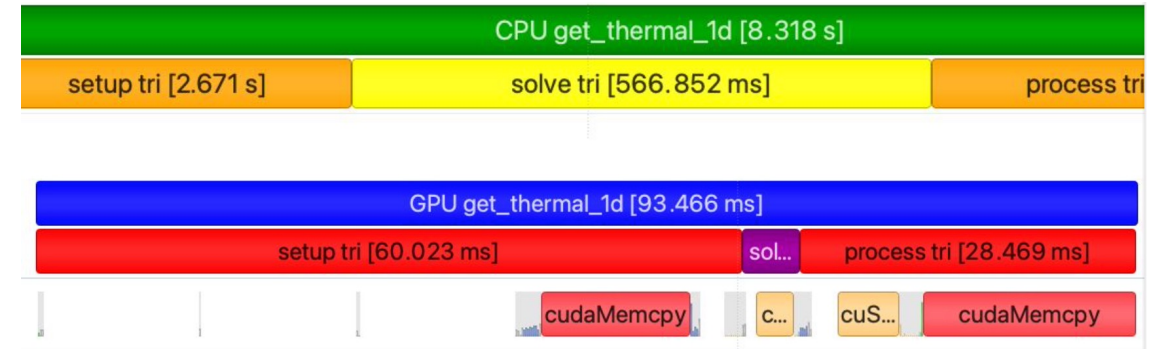 CPU get_thermal_1d [8.318 s]
setup tri [2.671 s] solve tri [566.852 ms] process tri
GPU get_thermal_1d [93.466 ms]
setup tri [60.023 ms] sol... process tri [28.469 ms]
cudaMemcpy c... cuS... cudaMemcpy